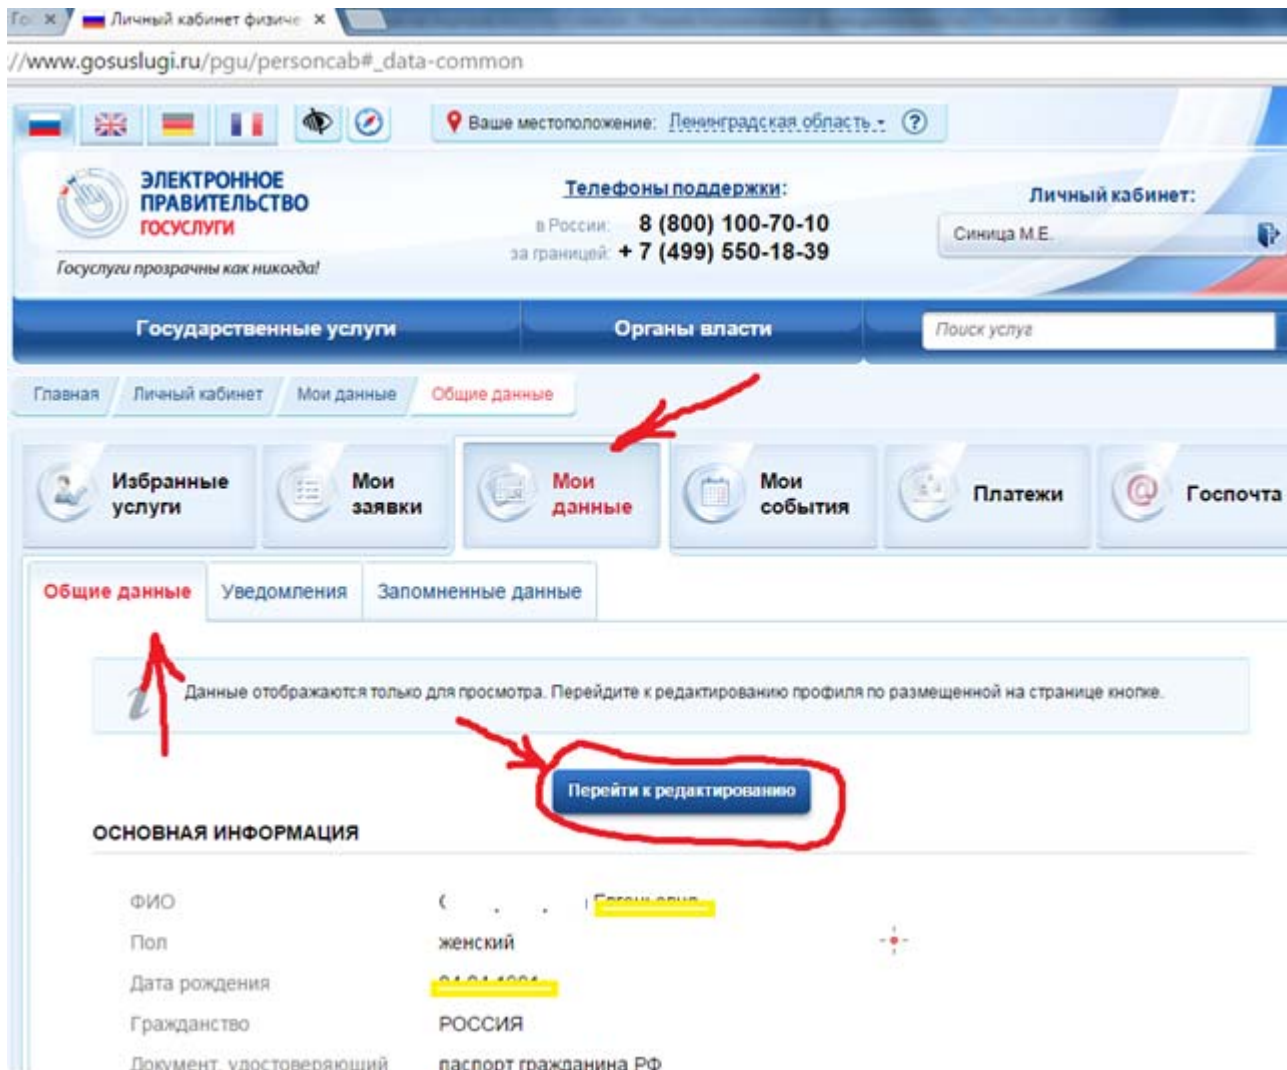 Гос
Личный кабинет физиче
//www.gosuslugi.ru/pgu/personcab#_data-common
Ваше местоположение: Ленинградская область
?
ЭЛЕКТРОННОЕ
ПРАВИТЕЛЬСТВО
ГОСУСЛУГИ
Госуслуги прозрачны как никогда!
Телефоны поддержки:
в России: 8 (800) 100-70-10
за границей: + 7 (499) 550-18-39
Личный кабинет:
Синица М.Е.
Государственные услуги
Органы власти
Поиск услуг
Главная
Личный кабинет
Мои данные
Общие данные
Избранные
услуги
Мои
заявки
Мои
данные
Мои
события
Платежи
Госпочта
Общие данные
Уведомления
Запомненные данные
Данные отображаются только для просмотра. Перейдите к редактированию профиля по размещенной на странице кнопке.
Перейти к редактированию
ОСНОВНАЯ ИНФОРМАЦИЯ
ФИО
Пол женский
Дата рождения
Гражданство РОССИЯ
Документ, удостоверяющий паспорт гражданина РФ